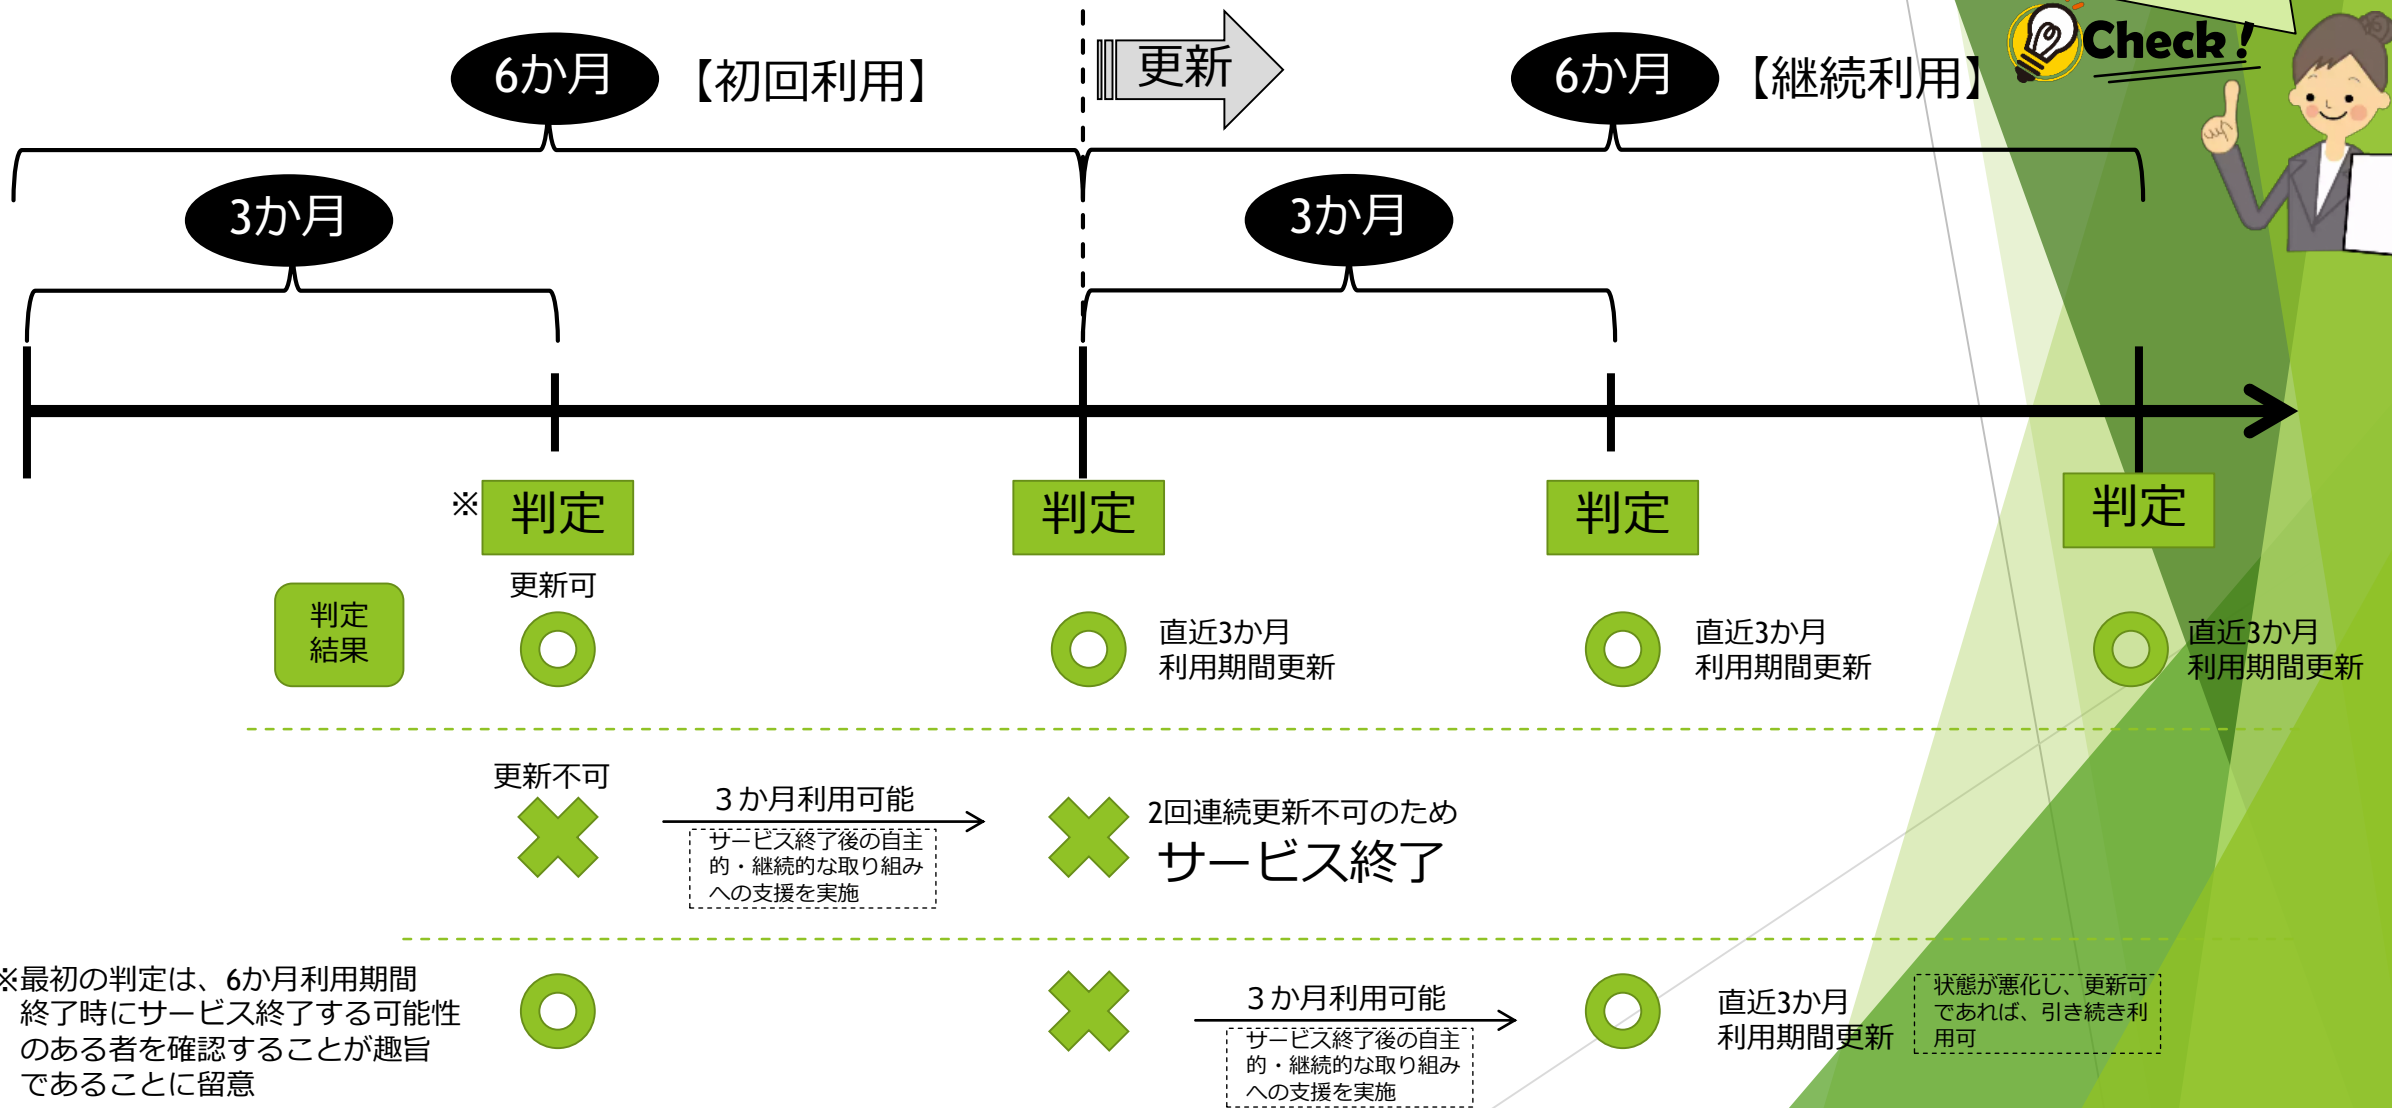 6か月
【初回利用】
更新
6か月
【継続利用】
Check!
3か月
3か月
※
判定
判定
判定
判定
判定
結果
更新可
直近3か月
利用期間更新
直近3か月
利用期間更新
直近3か月
利用期間更新
更新不可
３か月利用可能
サービス終了後の自主
的・継続的な取り組み
への支援を実施
2回連続更新不可のため
サービス終了
※最初の判定は、6か月利用期間
終了時にサービス終了する可能性
のある者を確認することが趣旨
であることに留意
３か月利用可能
サービス終了後の自主
的・継続的な取り組み
への支援を実施
直近3か月
利用期間更新
状態が悪化し、更新可
であれば、引き続き利
用可